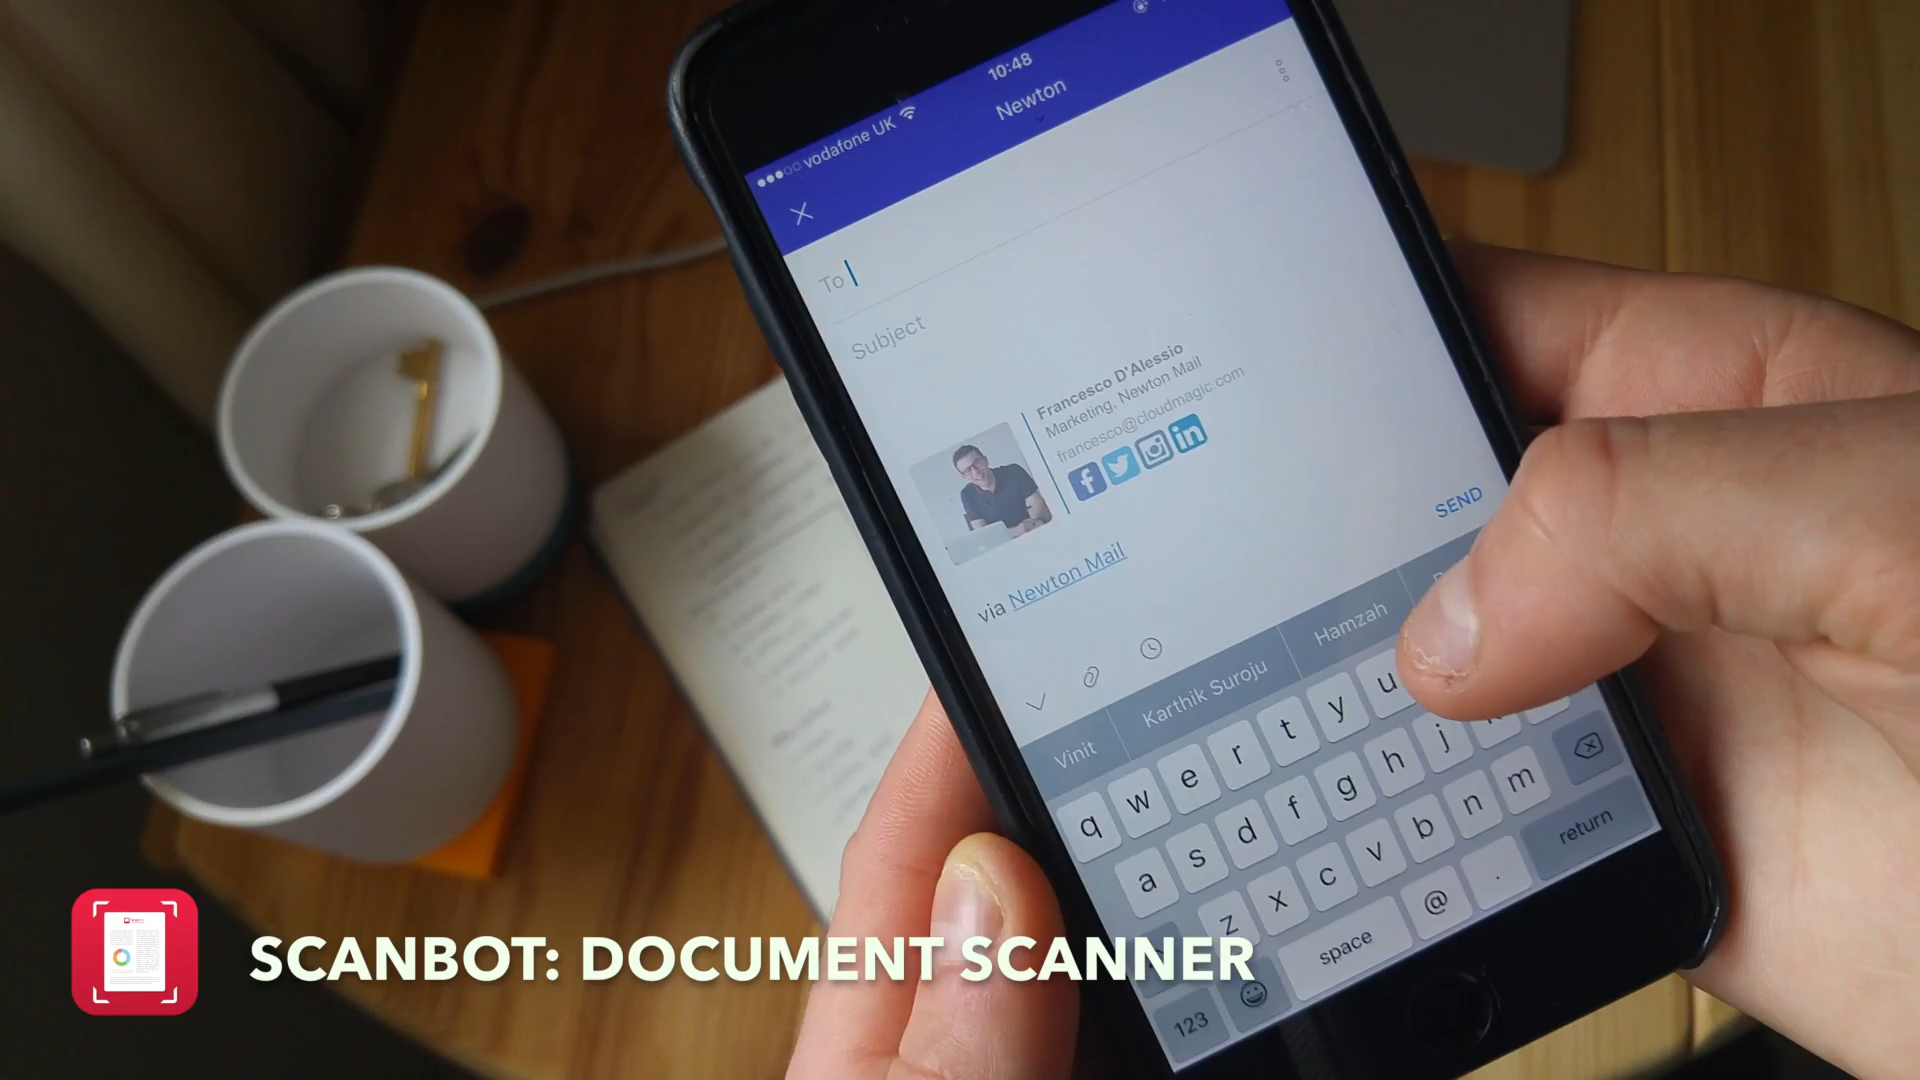 10:48
vodafone UK
Newton
To
Subject
Francesco D'Alessio
Marketing, Newton Mail
francesco@cloudmagic.com
SEND
via Newton Mail
Vinit
Karthik Suroju
Hamzah
q w e r t y u
a s d f g h j
z x c v b n m
123
space
@
.
return
SCANBOT: DOCUMENT SCANNER